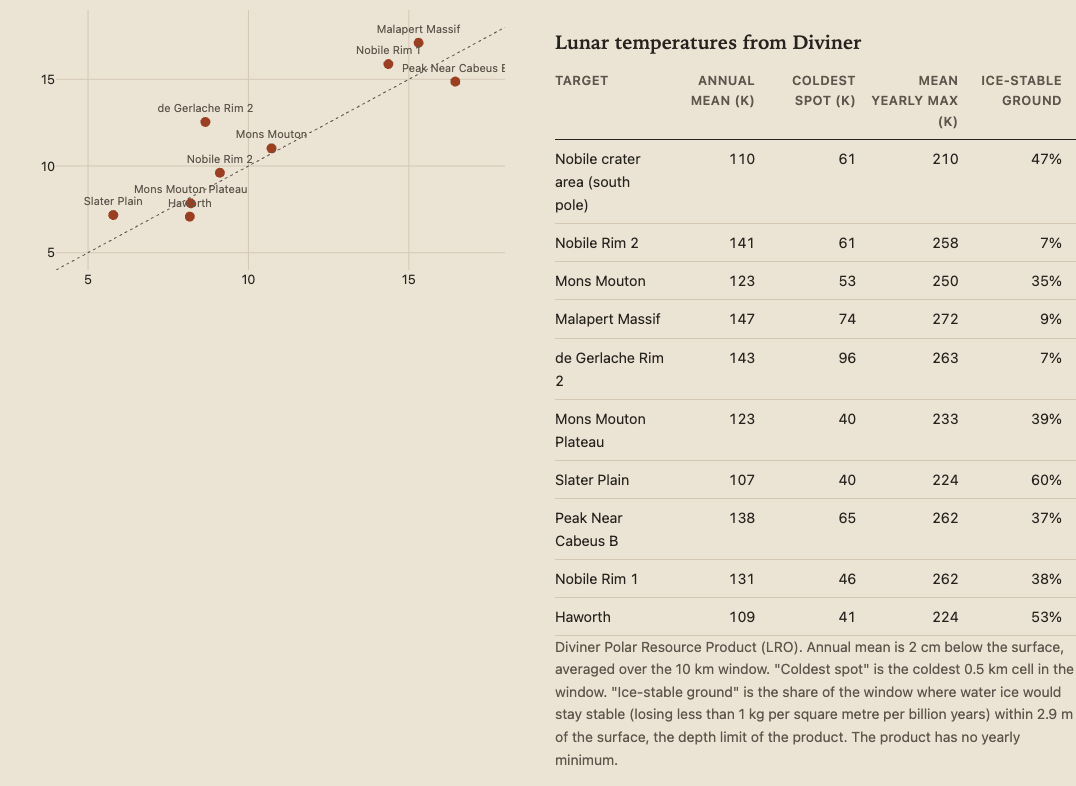 Malapert Massif
Nobile Rim 1
Peak Near Cabeus B
15
de Gerlache Rim 2
Mons Mouton
10
Nobile Rim 2
Mons Mouton Plateau
Slater Plain
Haworth
5
5 10 15
Lunar temperatures from Diviner
TARGET ANNUAL COLDEST MEAN ICE-STABLE
MEAN (K) SPOT (K) YEARLY MAX GROUND
(K)
Nobile crater 110 61 210 47%
area (south
pole)
Nobile Rim 2 141 61 258 7%
Mons Mouton 123 53 250 35%
Malapert Massif 147 74 272 9%
de Gerlache Rim 143 96 263 7%
2
Mons Mouton 123 40 233 39%
Plateau
Slater Plain 107 40 224 60%
Peak Near 138 65 262 37%
Cabeus B
Nobile Rim 1 131 46 262 38%
Haworth 109 41 224 53%
Diviner Polar Resource Product (LRO). Annual mean is 2 cm below the surface,
averaged over the 10 km window. "Coldest spot" is the coldest 0.5 km cell in the
window. "Ice-stable ground" is the share of the window where water ice would
stay stable (losing less than 1 kg per square metre per billion years) within 2.9 m
of the surface, the depth limit of the product. The product has no yearly
minimum.